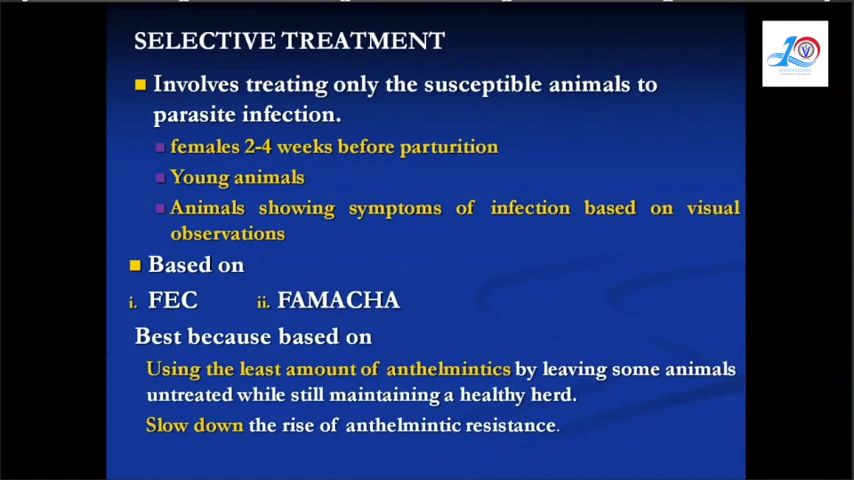 SELECTIVE TREATMENT
Involves treating only the susceptible animals to
parasite infection.
females 2-4 weeks before parturition
Young animals
Animals showing symptoms of infection based on visual
observations
Based on
i. FEC ii. FAMACHA
Best because based on
Using the least amount of anthelmintics by leaving some animals
untreated while still maintaining a healthy herd.
Slow down the rise of anthelmintic resistance.
10